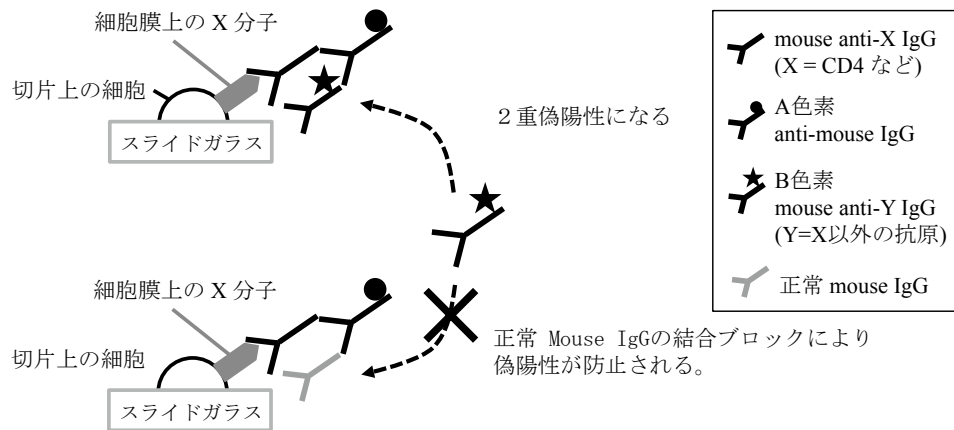 細胞膜上の X 分子
切片上の細胞
スライドガラス
2重偽陽性になる
細胞膜上の X 分子
切片上の細胞
スライドガラス
正常 Mouse IgGの結合ブロックにより
偽陽性が防止される。
mouse anti-X IgG
(X = CD4 など)
A色素
anti-mouse IgG
B色素
mouse anti-Y IgG
(Y=X以外の抗原)
正常 mouse IgG